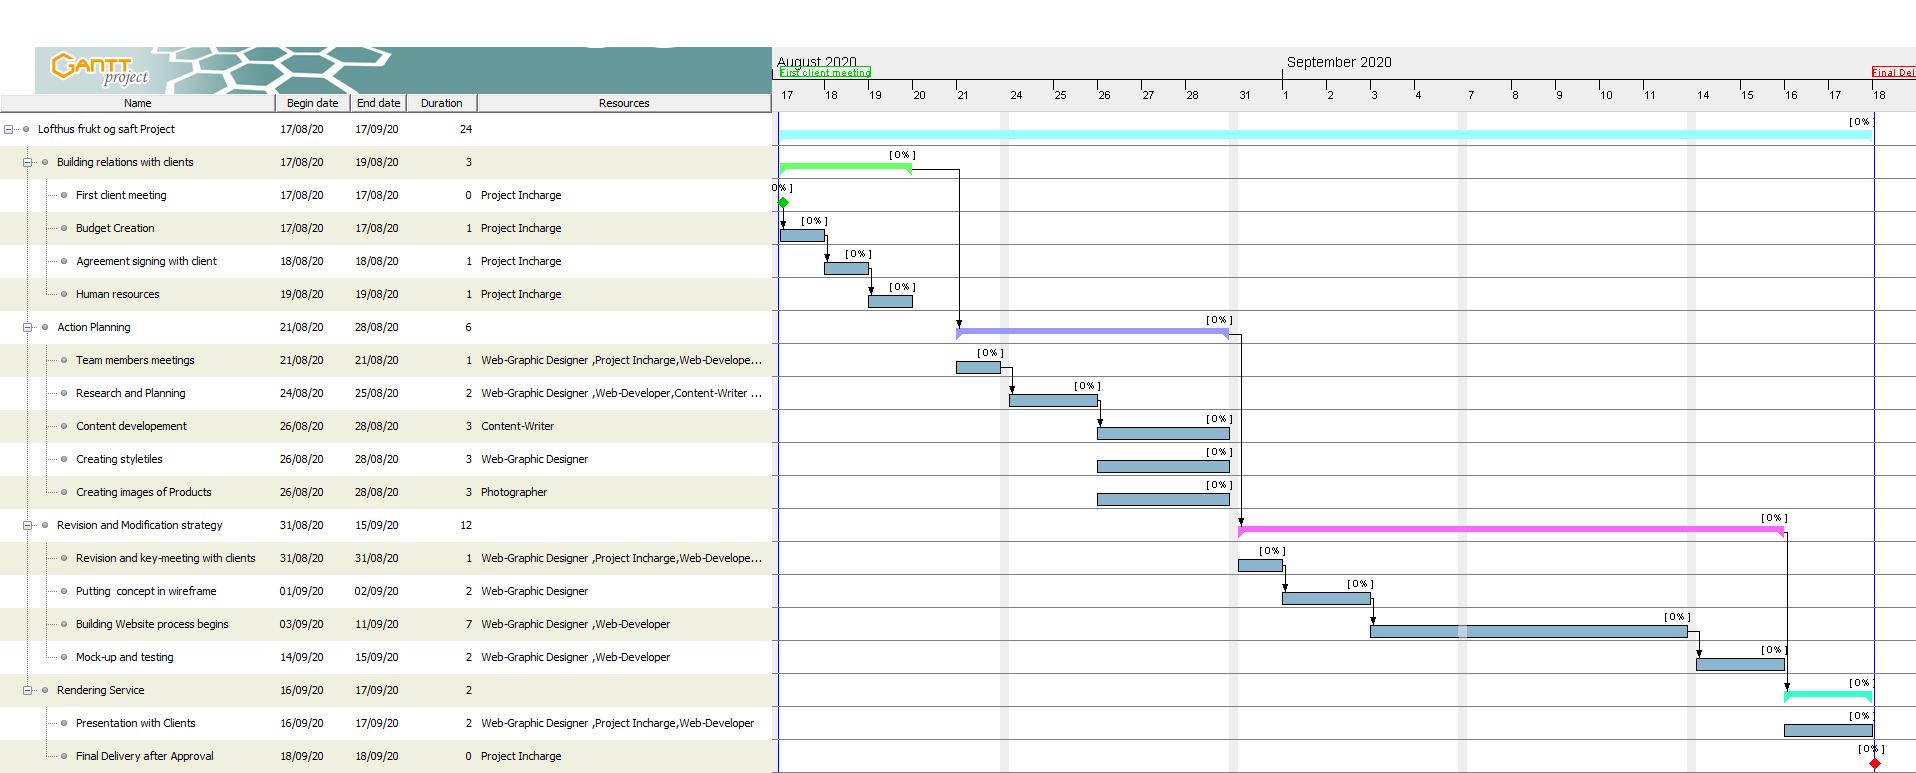 GANTT
project
August 2020
September 2020
First client meeting
Final Del
17 18 19 20 21 24 25 26 27 28 31 1 2 3 4 7 8 9 10 11 14 15 16 17 18
Name Begin date End date Duration Resources
Lofthus frukt og saft Project 17/08/20 17/09/20 24 [0%]
Building relations with clients 17/08/20 19/08/20 3 [0%]
First client meeting 17/08/20 17/08/20 0 Project Incharge 0%]
Budget Creation 17/08/20 17/08/20 1 Project Incharge [0%]
Agreement signing with client 18/08/20 18/08/20 1 Project Incharge [0%]
Human resources 19/08/20 19/08/20 1 Project Incharge [0%]
Action Planning 21/08/20 28/08/20 6 [0%]
Team members meetings 21/08/20 21/08/20 1 Web-Graphic Designer ,Project Incharge,Web-Develope... [0%]
Research and Planning 24/08/20 25/08/20 2 Web-Graphic Designer ,Web-Developer,Content-Writer ... [0%]
Content developement 26/08/20 28/08/20 3 Content-Writer [0%]
Creating styletiles 26/08/20 28/08/20 3 Web-Graphic Designer [0%]
Creating images of Products 26/08/20 28/08/20 3 Photographer [0%]
Revision and Modification strategy 31/08/20 15/09/20 12 [0%]
Revision and key-meeting with clients 31/08/20 31/08/20 1 Web-Graphic Designer ,Project Incharge,Web-Develope... [0%]
Putting concept in wireframe 01/09/20 02/09/20 2 Web-Graphic Designer [0%]
Building Website process begins 03/09/20 11/09/20 7 Web-Graphic Designer ,Web-Developer [0%]
Mock-up and testing 14/09/20 15/09/20 2 Web-Graphic Designer ,Web-Developer [0%]
Rendering Service 16/09/20 17/09/20 2 [0%]
Presentation with Clients 16/09/20 17/09/20 2 Web-Graphic Designer ,Project Incharge,Web-Developer [0%]
Final Delivery after Approval 18/09/20 18/09/20 0 Project Incharge [0%]